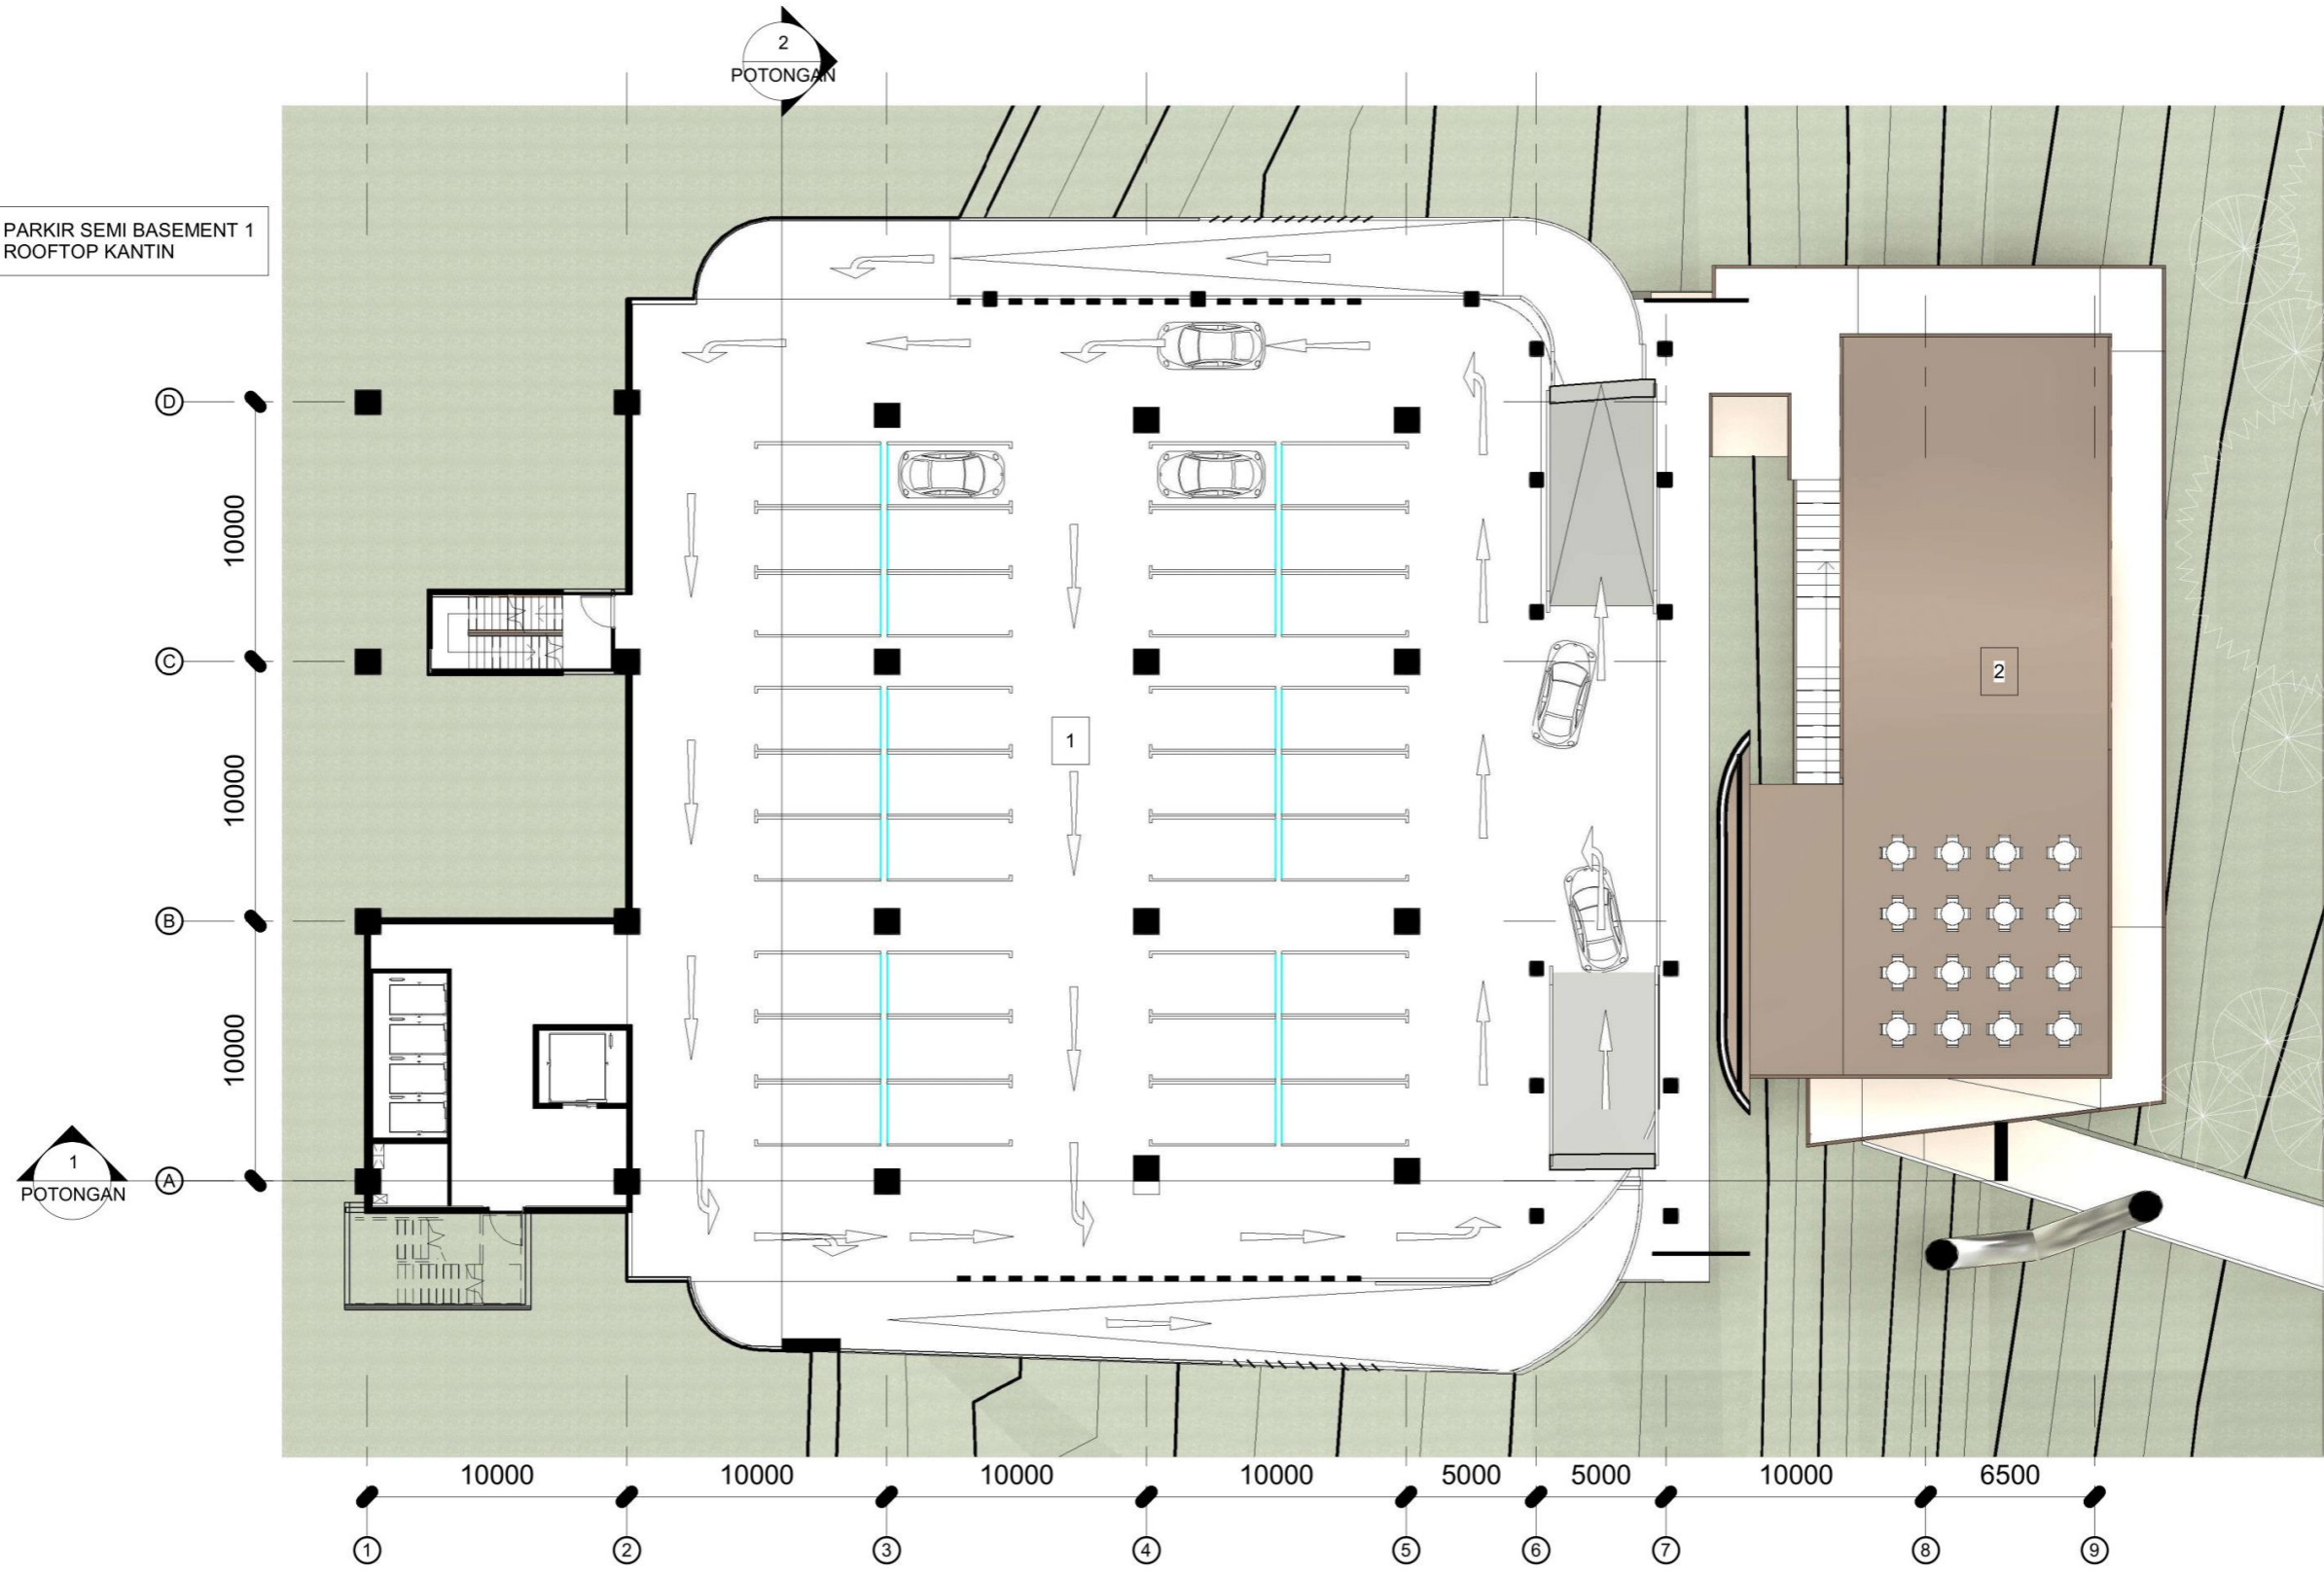 2
POTONGAN
PARKIR SEMI BASEMENT 1
ROOFTOP KANTIN
D
10000
C
2
1
10000
B
10000
1
POTONGAN
A
10000 10000 10000 10000 5000 5000 10000 6500
1 2 3 4 5 6 7 8 9